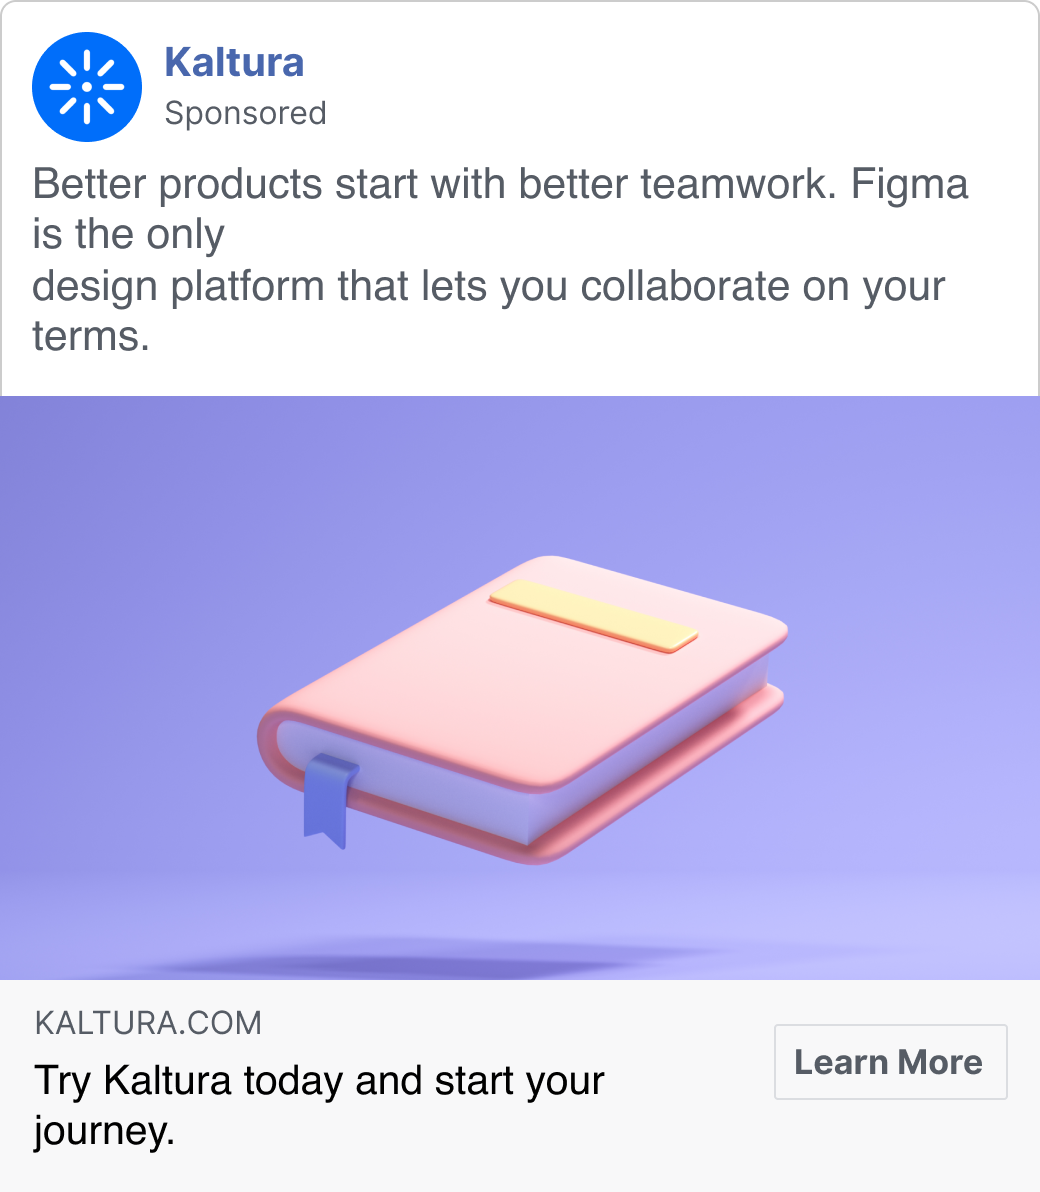 Kaltura
Sponsored
Better products start with better teamwork. Figma
is the only
design platform that lets you collaborate on your
terms.
KALTURA.COM
Try Kaltura today and start your
journey.
Learn More